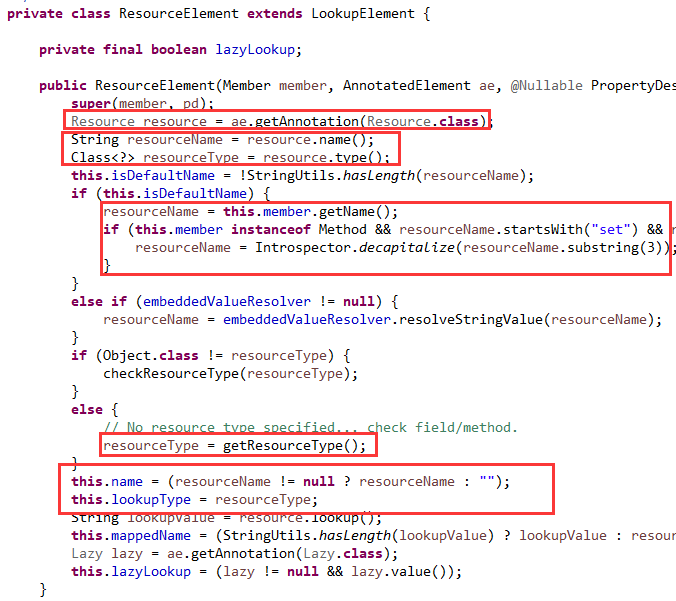 private class ResourceElement extends LookupElement {
private final boolean lazyLookup;
public ResourceElement(Member member, AnnotatedElement ae, @Nullable PropertyDes
super(member, pd);
Resource resource = ae.getAnnotation(Resource.class);
String resourceName = resource.name();
Class<?> resourceType = resource.type();
this.isDefaultName = !StringUtils.hasLength(resourceName);
if (this.isDefaultName) {
resourceName = this.member.getName();
if (this.member instanceof Method && resourceName.startsWith("set") &&
resourceName = Introspector.decapitalize(resourceName.substring(3));
}
}
else if (embeddedValueResolver != null) {
resourceName = embeddedValueResolver.resolveStringValue(resourceName);
}
if (Object.class != resourceType) {
checkResourceType(resourceType);
}
else {
// No resource type specified... check field/method.
resourceType = getResourceType();
}
this.name = (resourceName != null ? resourceName : "");
this.lookupType = resourceType;
String lookupValue = resource.lookup();
this.mappedName = (StringUtils.hasLength(lookupValue) ? lookupValue : resour
Lazy lazy = ae.getAnnotation(Lazy.class);
this.lazyLookup = (lazy != null && lazy.value());
}